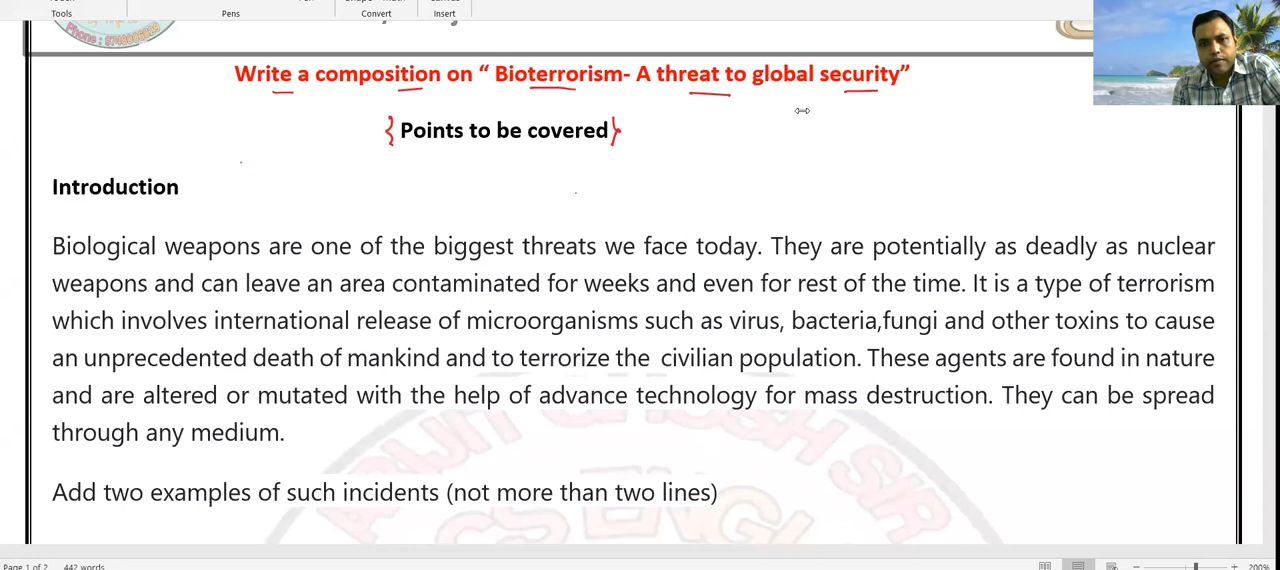 Tools
Pens
Convert
Insert
Write a composition on “ Bioterrorism- A threat to global security”
Points to be covered
Introduction
Biological weapons are one of the biggest threats we face today. They are potentially as deadly as nuclear
weapons and can leave an area contaminated for weeks and even for rest of the time. It is a type of terrorism
which involves international release of microorganisms such as virus, bacteria,fungi and other toxins to cause
an unprecedented death of mankind and to terrorize the civilian population. These agents are found in nature
and are altered or mutated with the help of advance technology for mass destruction. They can be spread
through any medium.
Add two examples of such incidents (not more than two lines)
ARIJIT GHOSH SIR
Page 1 of 2 442 words
200%